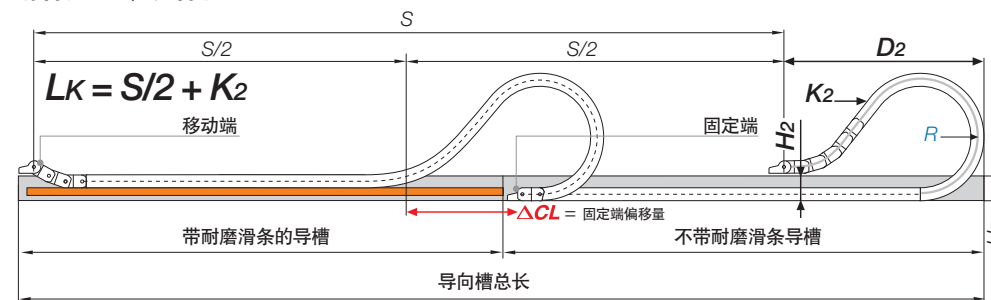 S
S/2
S/2
D2
LK = S/2 + K2
K2
移动端
固定端
H2
R
ΔCL = 固定端偏移量
带耐磨滑条的导槽
不带耐磨滑条导槽
导向槽总长